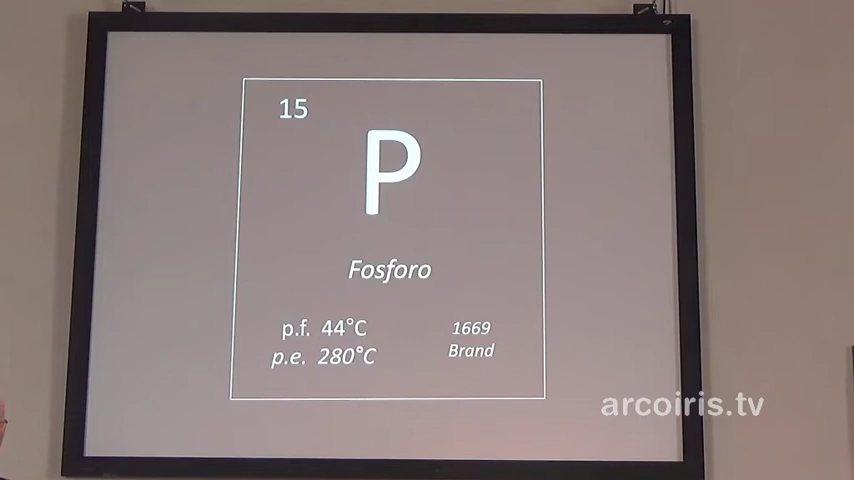 15
P
Fosforo
p.f. 44°C
p.e. 280°C
1669
Brand
arcoiris.tv